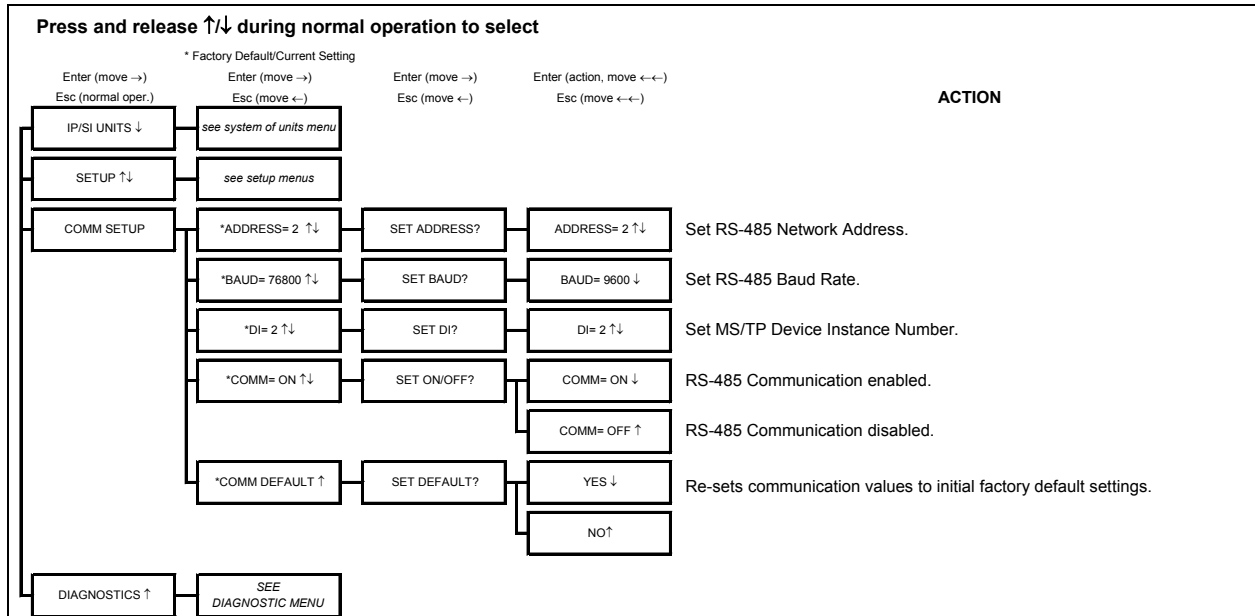 Press and release ↑/↓ during normal operation to select
* Factory Default/Current Setting
Enter (move →)
Enter (move →)
Enter (move →)
Enter (action, move ←←)
Esc (normal oper.)
Esc (move ←)
Esc (move ←)
Esc (move ←←)
ACTION
IP/SI UNITS ↓
see system of units menu
SETUP ↑↓
see setup menus
COMM SETUP
*ADDRESS= 2 ↑↓
SET ADDRESS?
ADDRESS= 2 ↑↓
Set RS-485 Network Address.
*BAUD= 76800 ↑↓
SET BAUD?
BAUD= 9600 ↓
Set RS-485 Baud Rate.
*DI= 2 ↑↓
SET DI?
DI= 2 ↑↓
Set MS/TP Device Instance Number.
*COMM= ON ↑↓
SET ON/OFF?
COMM= ON ↓
RS-485 Communication enabled.
COMM= OFF ↑
RS-485 Communication disabled.
*COMM DEFAULT ↑
SET DEFAULT?
YES ↓
Re-sets communication values to initial factory default settings.
NO↑
DIAGNOSTICS ↑
SEE
DIAGNOSTIC MENU